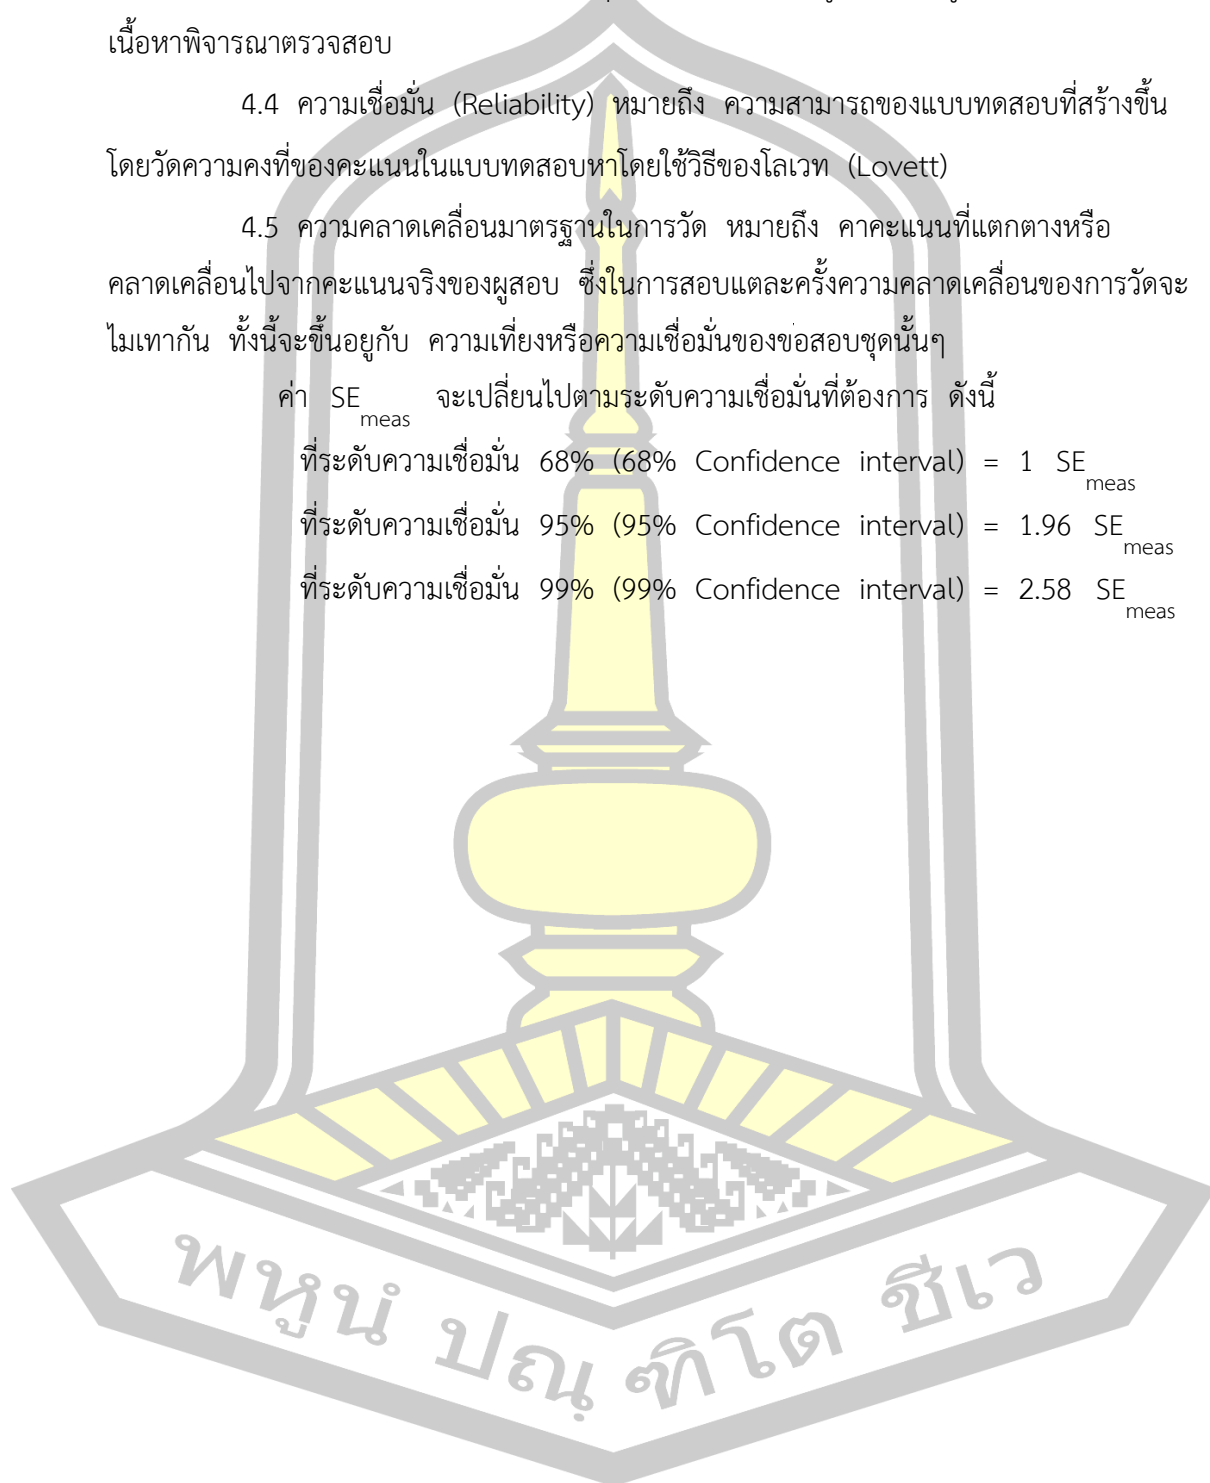 เนื้อหาพิจารณาตรวจสอบ
4.4 ความเชื่อมั่น (Reliability) หมายถึง ความสามารถของแบบทดสอบที่สร้างขึ้น
โดยวัดความคงที่ของคะแนนในแบบทดสอบหาโดยใช้วิธีของโลเวท (Lovett)
4.5 ความคลาดเคลื่อนมาตรฐานในการวัด หมายถึง คาคะแนนที่แตกตางหรือ
คลาดเคลื่อนไปจากคะแนนจริงของผูสอบ ซึ่งในการสอบแตละครั้งความคลาดเคลื่อนของการวัดจะ
ไมเทากัน ทั้งนี้จะขึ้นอยูกับ ความเที่ยงหรือความเชื่อมั่นของข่อสอบชุดนั้นๆ
ค่า SE meas จะเปลี่ยนไปตามระดับความเชื่อมั่นที่ต้องการ ดังนี้
ที่ระดับความเชื่อมั่น 68% (68% Confidence interval) = 1 SE meas
ที่ระดับความเชื่อมั่น 95% (95% Confidence interval) = 1.96 SE meas
ที่ระดับความเชื่อมั่น 99% (99% Confidence interval) = 2.58 SE meas
พหูนํ ปณฺ ฑิโต ชีเว